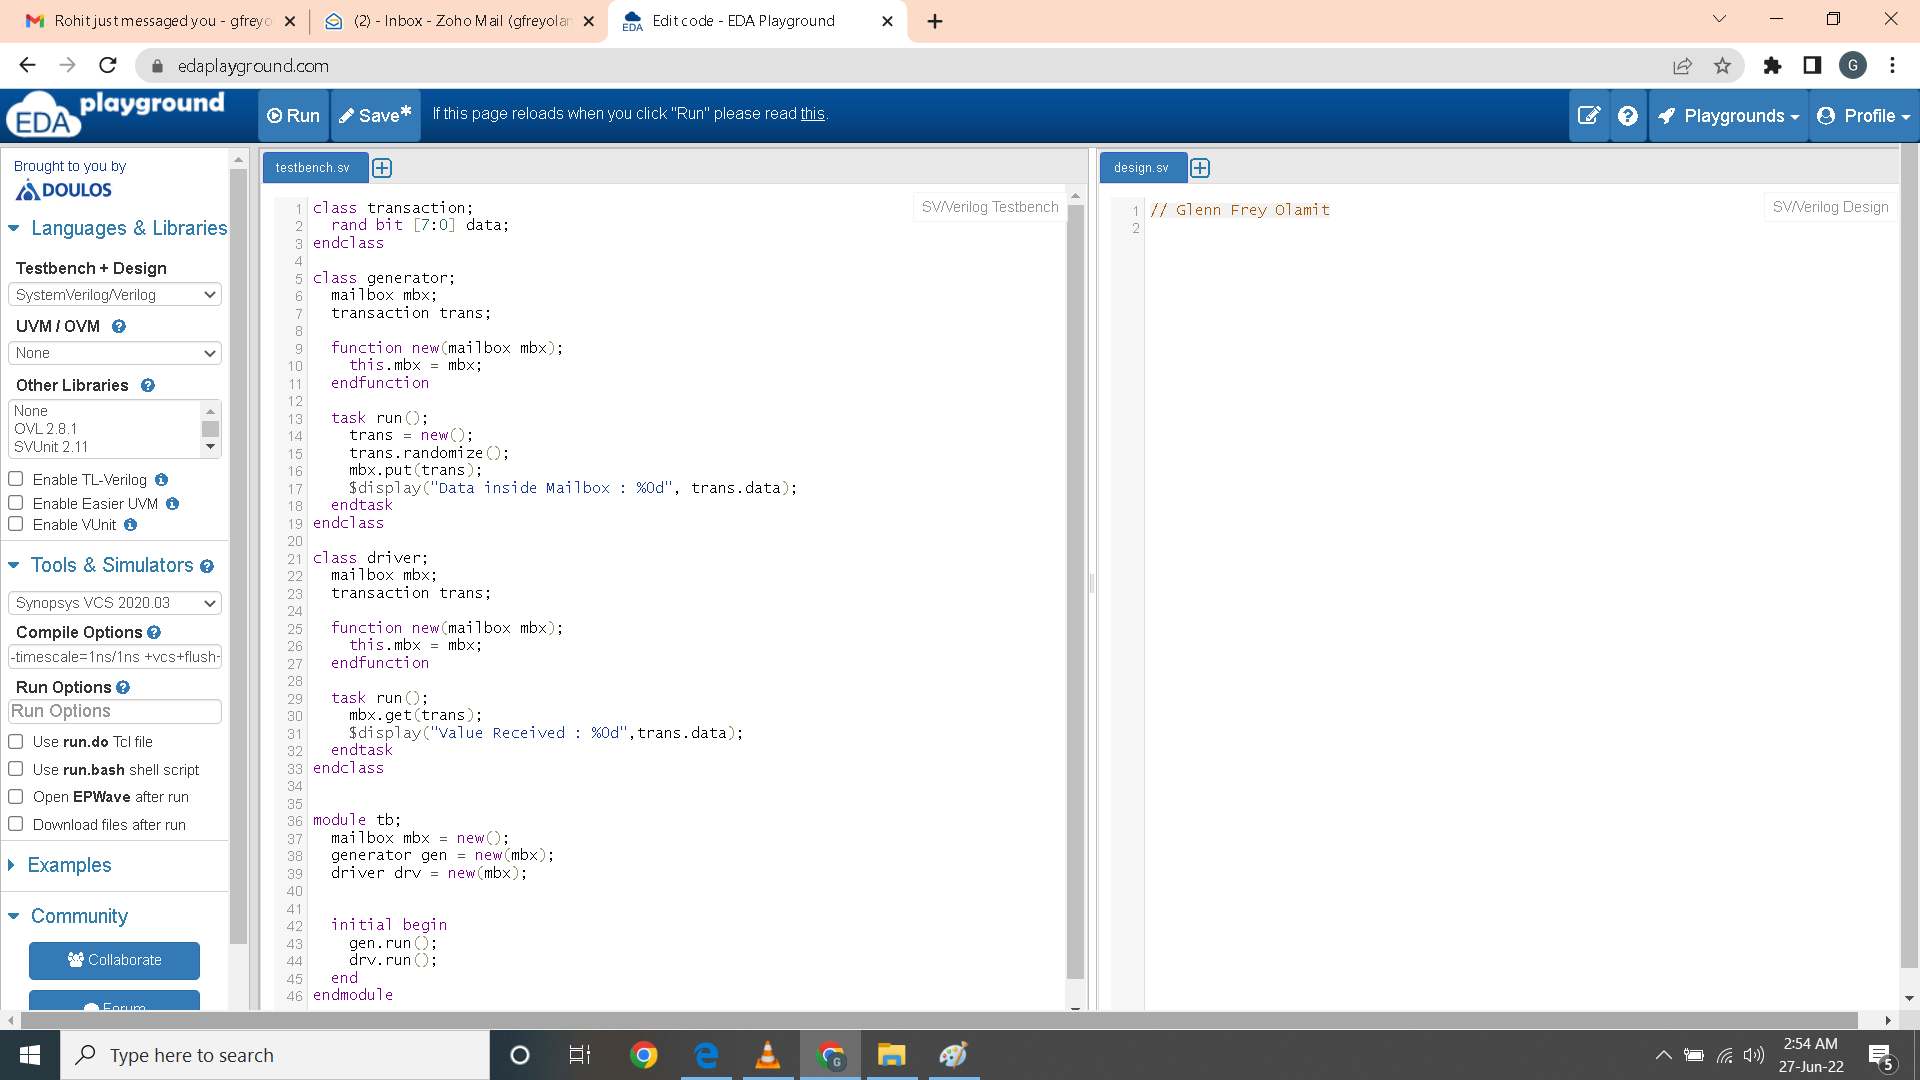 Rohit just messaged you - gfreyo
(2) - Inbox - Zoho Mail (gfreyolan
Edit code - EDA Playground
edaplayground.com
G
EDA playground
Run
Save*
If this page reloads when you click "Run" please read this.
Playgrounds
Profile
Brought to you by
DOULOS
Languages & Libraries
Testbench + Design
SystemVerilog/Verilog
UVM / OVM
None
Other Libraries
None
OVL 2.8.1
SVUnit 2.11
Enable TL-Verilog
Enable Easier UVM
Enable VUnit
Tools & Simulators
Synopsys VCS 2020.03
Compile Options
-timescale=1ns/1ns +vcs+flush+
Run Options
Run Options
Use run.do Tcl file
Use run.bash shell script
Open EPWave after run
Download files after run
Examples
Community
Collaborate
Forum
testbench.sv
SV/Verilog Testbench
1 class transaction;
2 rand bit [7:0] data;
3 endclass
4
5 class generator;
6 mailbox mbx;
7 transaction trans;
8
9 function new(mailbox mbx);
10 this.mbx = mbx;
11 endfunction
12
13 task run();
14 trans = new();
15 trans.randomize();
16 mbx.put(trans);
17 $display("Data inside Mailbox : %0d", trans.data);
18 endtask
19 endclass
20
21 class driver;
22 mailbox mbx;
23 transaction trans;
24
25 function new(mailbox mbx);
26 this.mbx = mbx;
27 endfunction
28
29 task run();
30 mbx.get(trans);
31 $display("Value Received : %0d",trans.data);
32 endtask
33 endclass
34
35
36 module tb;
37 mailbox mbx = new();
38 generator gen = new(mbx);
39 driver drv = new(mbx);
40
41
42 initial begin
43 gen.run();
44 drv.run();
45 end
46 endmodule
design.sv
SV/Verilog Design
1 // Glenn Frey Olamit
2
Type here to search
G
2:54 AM
27-Jun-22
5